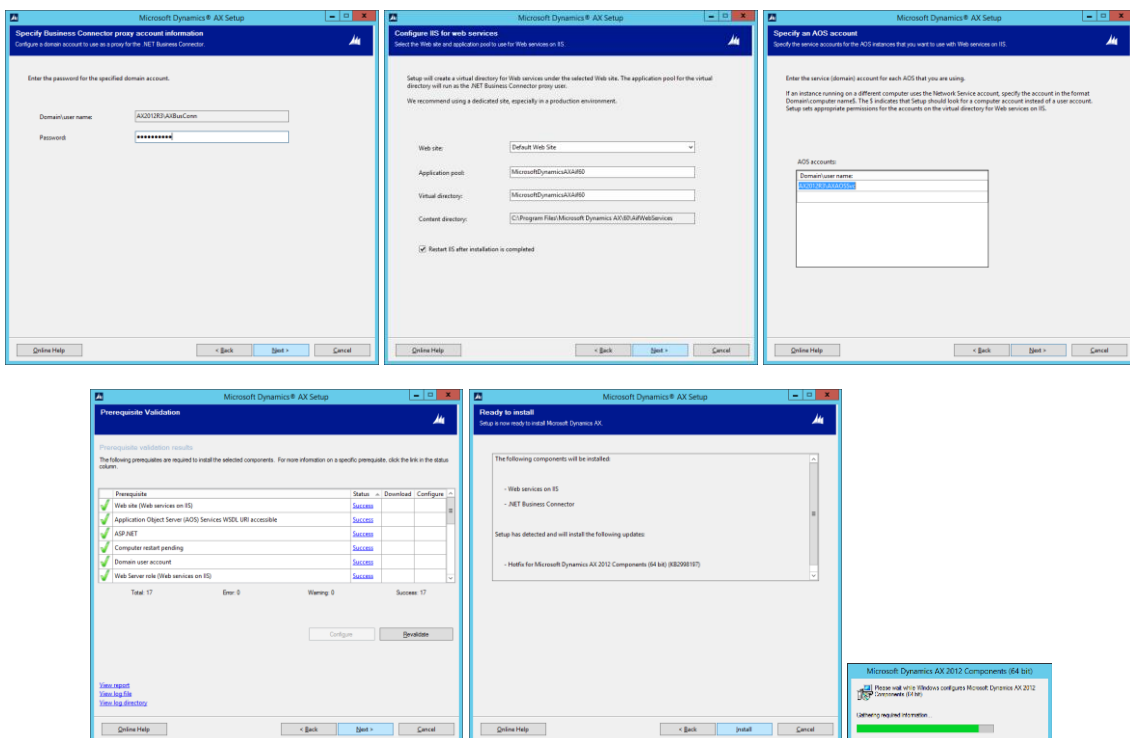 Microsoft Dynamics® AX Setup
Specify Business Connector proxy account information
Configure a domain account to use as a proxy for the .NET Business Connector.
Enter the password for the specified domain account.
Domain\user name:
AX2012R3\AXBusConn
Password:
••••••••••
Online Help
< Back
Next >
Cancel
Microsoft Dynamics® AX Setup
Configure IIS for web services
Select the Web site and application pool to use for Web services on IIS.
Setup will create a virtual directory for Web services under the selected Web site. The application pool for the virtual
directory will run as the .NET Business Connector proxy user.
We recommend using a dedicated site, especially in a production environment.
Web site:
Default Web Site
Application pool:
MicrosoftDynamicsAXAif60
Virtual directory:
MicrosoftDynamicsAXAif60
Content directory:
C:\Program Files\Microsoft Dynamics AX\60\AifWebServices
Restart IIS after installation is completed
Online Help
< Back
Next >
Cancel
Microsoft Dynamics® AX Setup
Specify an AOS account
Specify the service accounts for the AOS instances that you want to use with Web services on IIS.
Enter the service (domain) account for each AOS that you are using.
If an instance running on a different computer uses the Network Service account, specify the account in the format
Domain\computer name$. The $ indicates that Setup should look for a computer account instead of a user account.
Setup sets appropriate permissions for the accounts on the virtual directory for Web services on IIS.
AOS accounts:
Domain\user name:
AX2012R3\AXAOSSvc
Online Help
< Back
Next >
Cancel
Microsoft Dynamics® AX Setup
Prerequisite Validation
Prerequisite validation results
The following prerequisites are required to install the selected components. For more information on a specific prerequisite, click the link in the status
column.
Prerequisite Status Download Configure
Web site (Web services on IIS) Success
Application Object Server (AOS) Services WSDL URI accessible Success
ASP.NET Success
Computer restart pending Success
Domain user account Success
Web Server role (Web services on IIS) Success
Total: 17 Error: 0 Warning: 0 Success: 17
Configure
Revalidate
View report
View log file
View log directory
Online Help
< Back
Next >
Cancel
Microsoft Dynamics® AX Setup
Ready to install
Setup is now ready to install Microsoft Dynamics AX.
The following components will be installed:
- Web services on IIS
- .NET Business Connector
Setup has detected and will install the following updates:
- Hotfix for Microsoft Dynamics AX 2012 Components (64 bit) (KB2998197)
Online Help
< Back
Install
Cancel
Microsoft Dynamics AX 2012 Components (64 bit)
Please wait while Windows configures Microsoft Dynamics AX 2012
Components (64 bit)
Gathering required information...